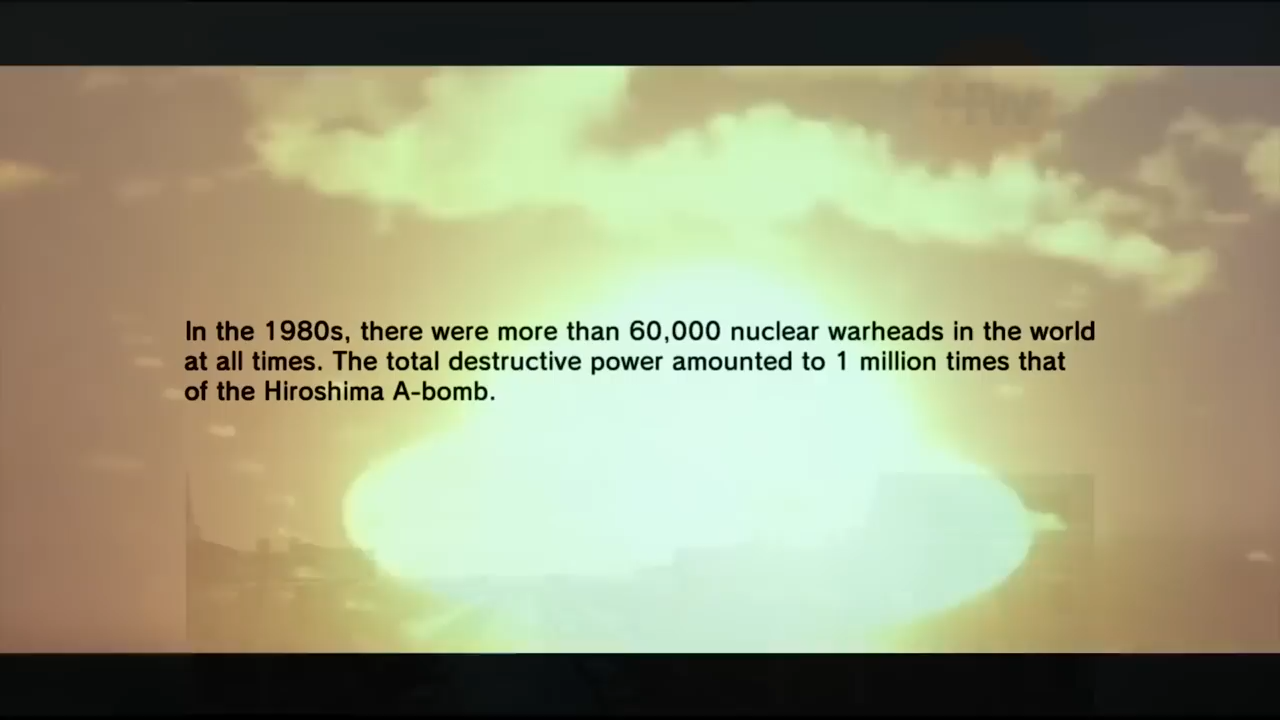 In the 1980s, there were more than 60,000 nuclear warheads in the world
at all times. The total destructive power amounted to 1 million times that
of the Hiroshima A-bomb.